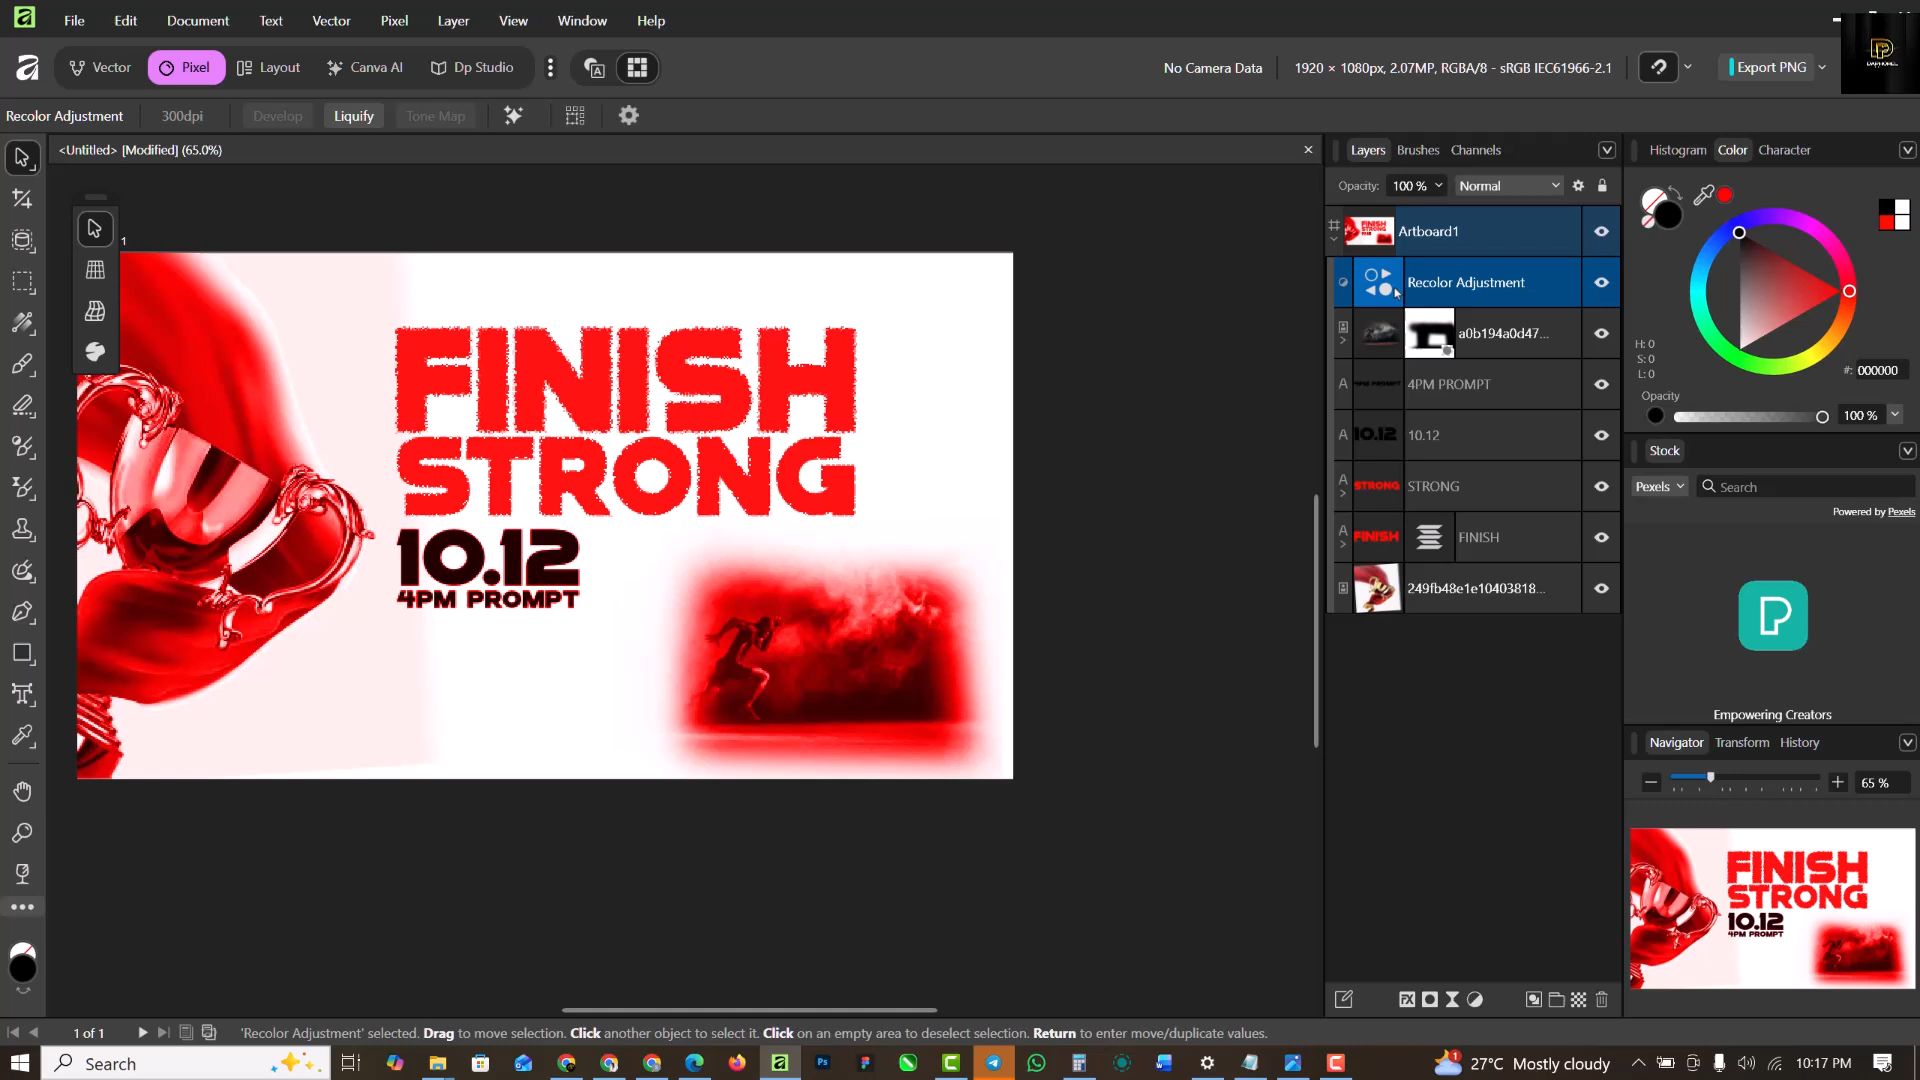 File Edit Document Text Vector Pixel Layer View Window Help
Vector Pixel Layout Canva AI Dp Studio No Camera Data 1920 × 1080px, 2.07MP, RGBA/8 - sRGB IEC61966-2.1 Export PNG
Recolor Adjustment 300dpi Develop Liquify Tone Map
<Untitled> [Modified] (65.0%)
1
FINISH
STRONG
10.12
4PM PROMPT
Layers Brushes Channels
Opacity: 100 % Normal
Artboard1
Recolor Adjustment
a0b194a0d47...
4PM PROMPT
10.12 10.12
STRONG STRONG
FINISH FINISH
249fb48e1e10403818...
Histogram Color Character
H: 0
S: 0
L: 0
#: 000000
Opacity
100 %
Stock
Pexels Search
Powered by Pexels
Empowering Creators
Navigator Transform History
65 %
FINISH
STRONG
10.12
4PM PROMPT
1 of 1 'Recolor Adjustment' selected. Drag to move selection. Click another object to select it. Click on an empty area to deselect selection. Return to enter move/duplicate values.
Search 27°C Mostly cloudy 10:17 PM